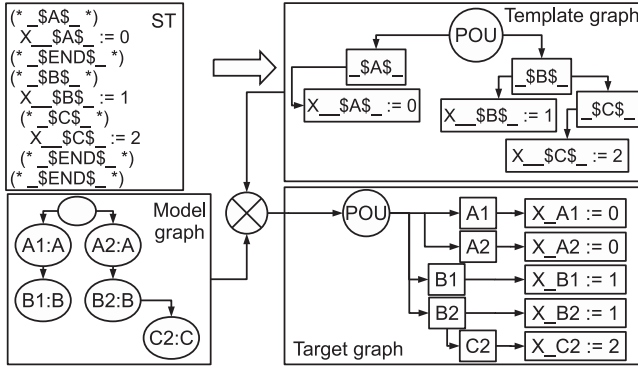 ST
(* _$A$_ *)
X__$A$_ := 0
(* _$END$_ *)
(* _$B$_ *)
X__$B$_ := 1
(* _$C$_ *)
X__$C$_ := 2
(* _$END$_ *)
(* _$END$_ *)
Template graph
POU
_$A$_
_$B$_
X__$A$_ := 0
_$C$_
X__$B$_ := 1
X__$C$_ := 2
Model
graph
A1:A
A2:A
B1:B
B2:B
C2:C
POU
A1
X_A1 := 0
A2
X_A2 := 0
B1
X_B1 := 1
B2
X_B2 := 1
C2
X_C2 := 2
Target graph